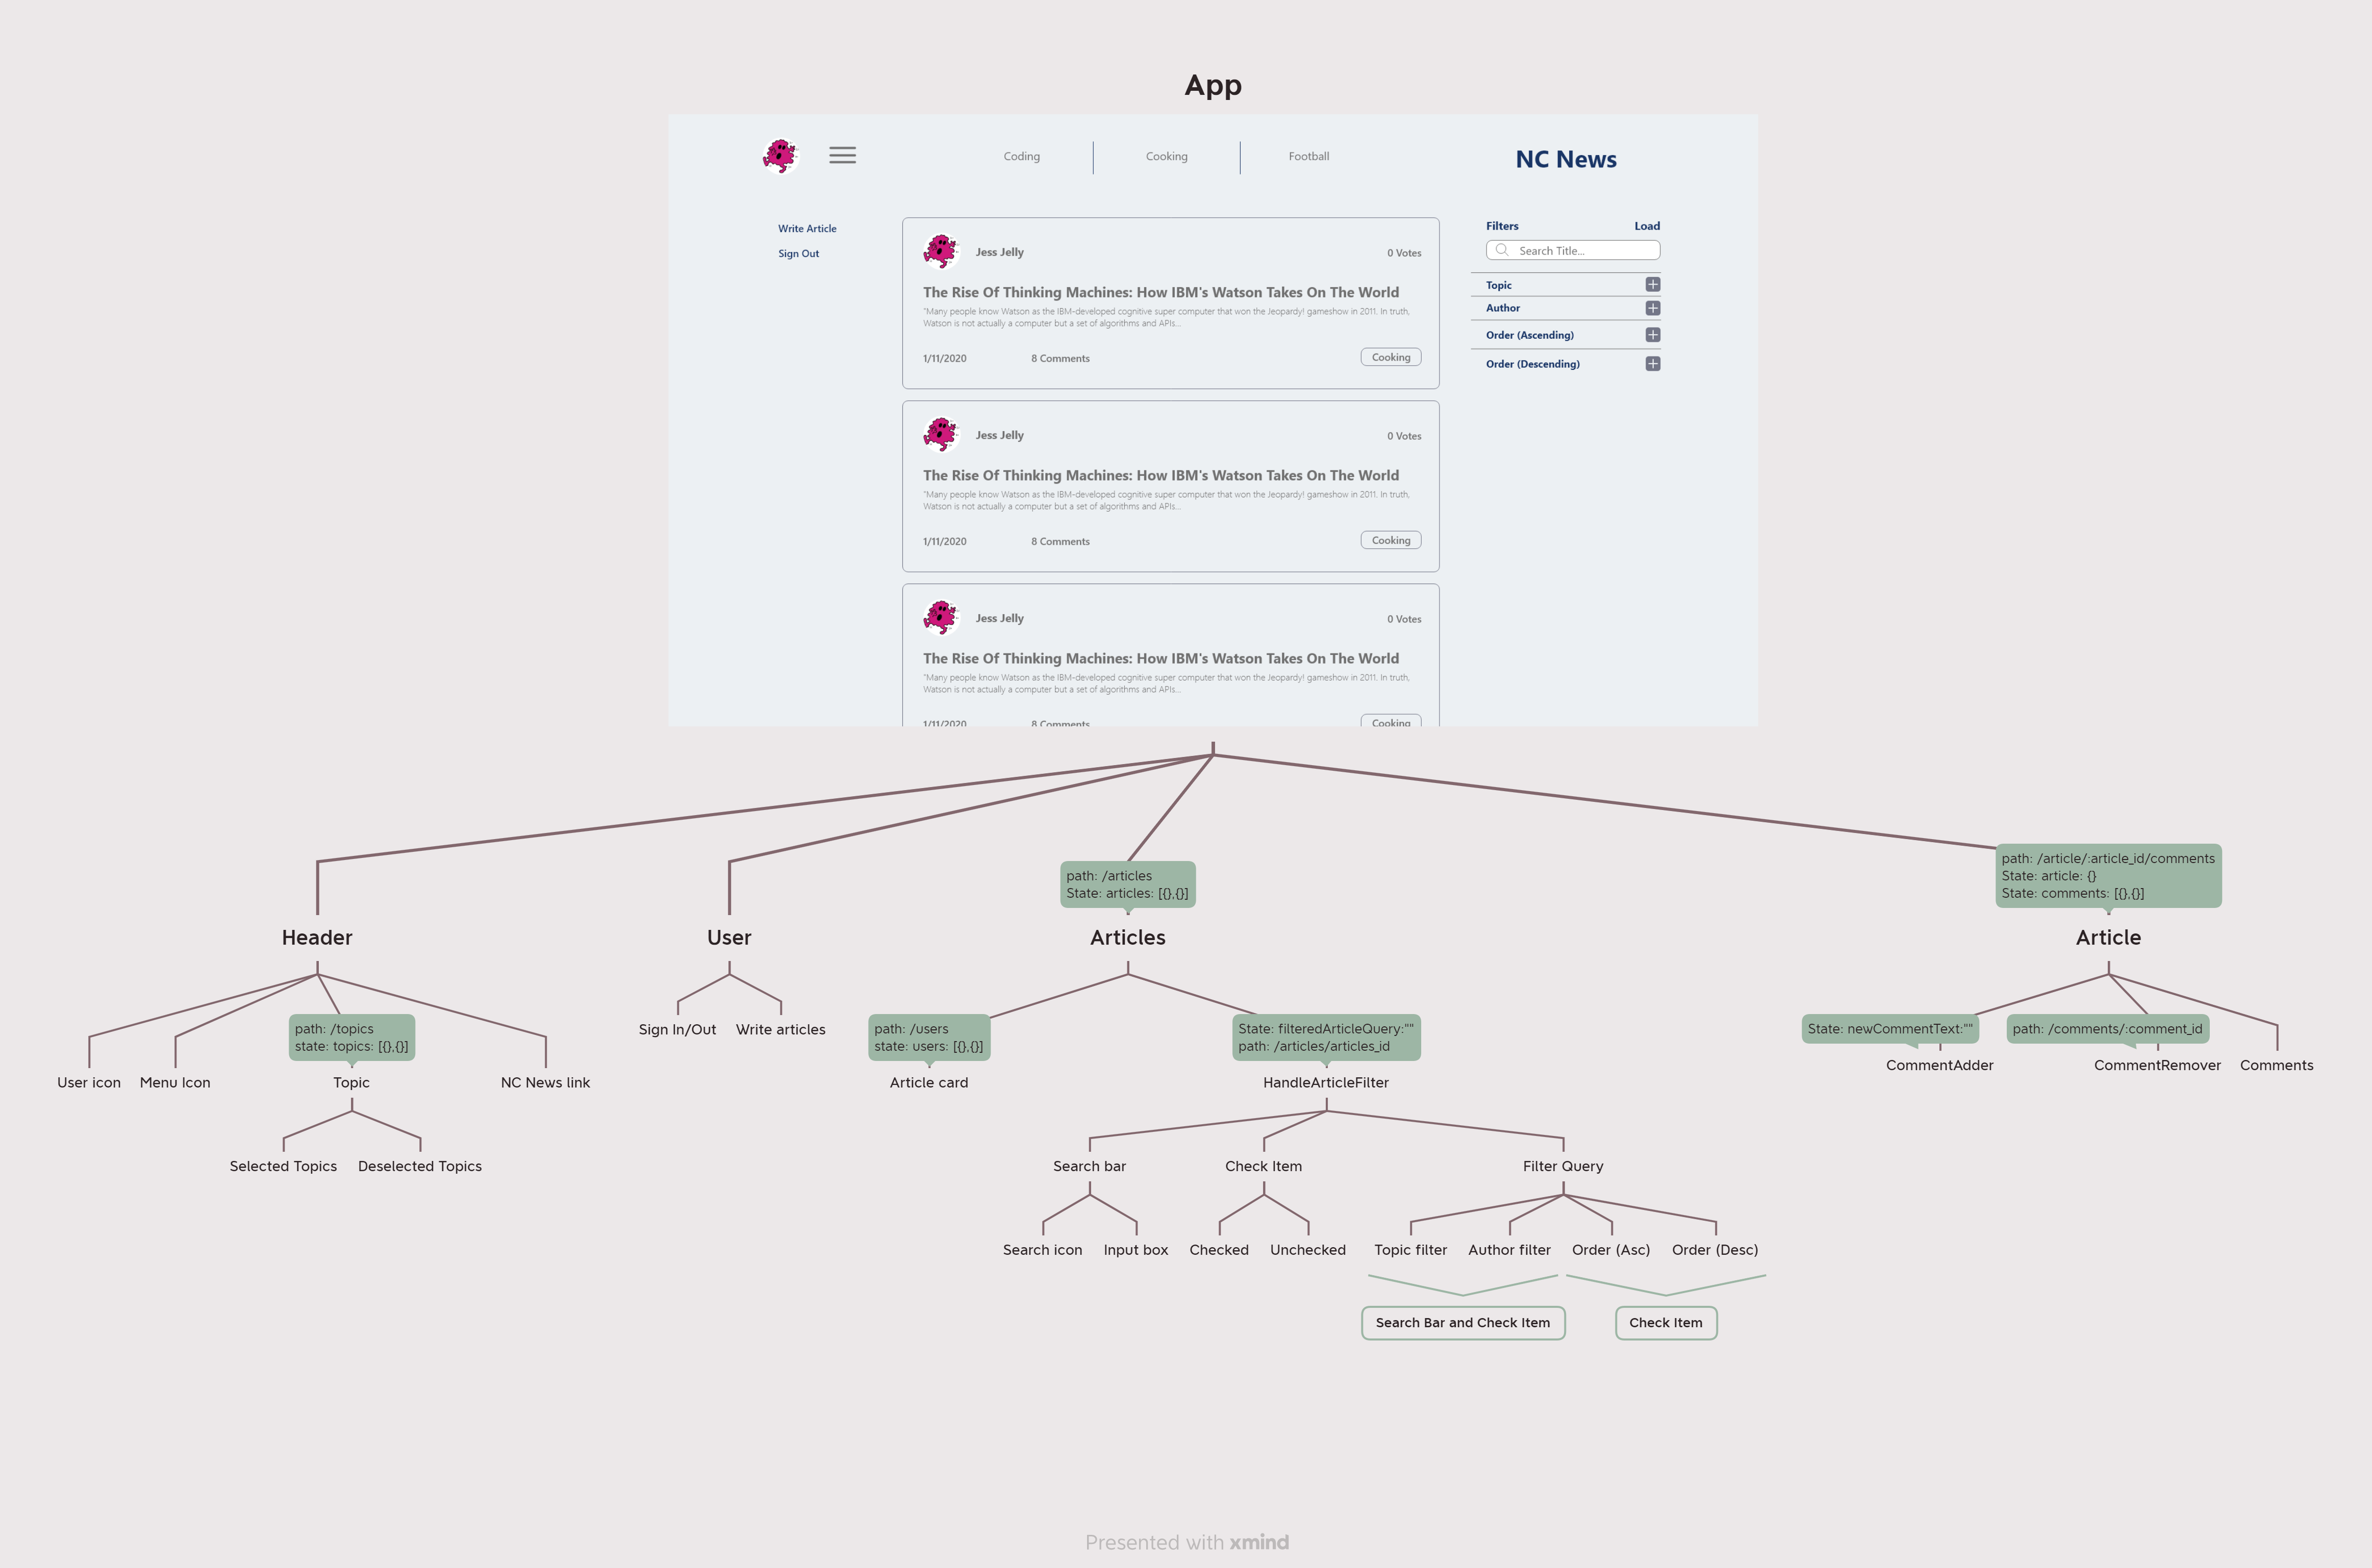 App
Coding
Cooking
Football
NC News
Write Article
Sign Out
Jess Jelly
0 Votes
The Rise Of Thinking Machines: How IBM's Watson Takes On The World
"Many people know Watson as the IBM-developed cognitive super computer that won the Jeopardy! gameshow in 2011. In truth,
Watson is not actually a computer but a set of algorithms and APIs...
1/11/2020
8 Comments
Cooking
Jess Jelly
0 Votes
The Rise Of Thinking Machines: How IBM's Watson Takes On The World
"Many people know Watson as the IBM-developed cognitive super computer that won the Jeopardy! gameshow in 2011. In truth,
Watson is not actually a computer but a set of algorithms and APIs...
1/11/2020
8 Comments
Cooking
Jess Jelly
0 Votes
The Rise Of Thinking Machines: How IBM's Watson Takes On The World
"Many people know Watson as the IBM-developed cognitive super computer that won the Jeopardy! gameshow in 2011. In truth,
Watson is not actually a computer but a set of algorithms and APIs...
1/11/2020
8 Comments
Cooking
Filters
Load
Search Title...
Topic
Author
Order (Ascending)
Order (Descending)
Header
User icon
Menu Icon
path: /topics
state: topics: [{},{}]
Topic
NC News link
Selected Topics
Deselected Topics
User
Sign In/Out
Write articles
path: /articles
State: articles: [{},{}]
Articles
path: /users
state: users: [{},{}]
Article card
State: filteredArticleQuery:""
path: /articles/articles_id
HandleArticleFilter
Search bar
Check Item
Filter Query
Search icon
Input box
Checked
Unchecked
Topic filter
Author filter
Order (Asc)
Order (Desc)
Search Bar and Check Item
Check Item
path: /article/:article_id/comments
State: article: {}
State: comments: [{},{}]
Article
State: newCommentText:""
CommentAdder
path: /comments/:comment_id
CommentRemover
Comments
Presented with xmind